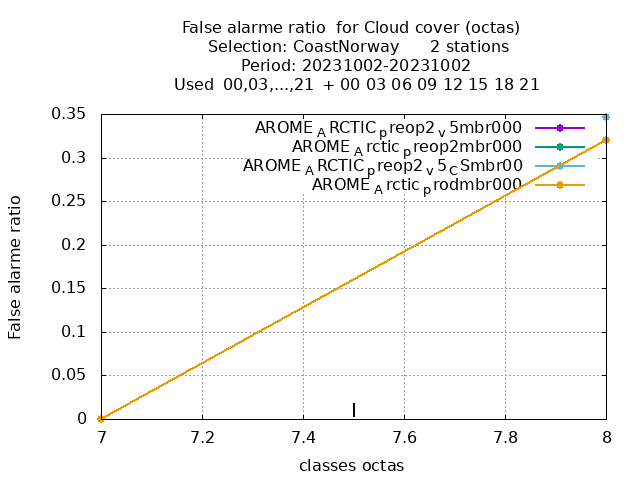 False alarme ratio  for Cloud cover (octas)
Selection: CoastNorway      2 stations
Period: 20231002-20231002
Used  00,03,...,21  + 00 03 06 09 12 15 18 21
0.35
0.3
0.25
0.2
0.15
0.1
0.05
0
False alarme ratio
AROME_ARCTIC_preop2_v5mbr000
AROME_Arctic_preop2mbr000
AROME_ARCTIC_preop2_v5_CSmbr00
AROME_Arctic_prodmbr000
7 7.2 7.4 7.6 7.8 8
classes octas